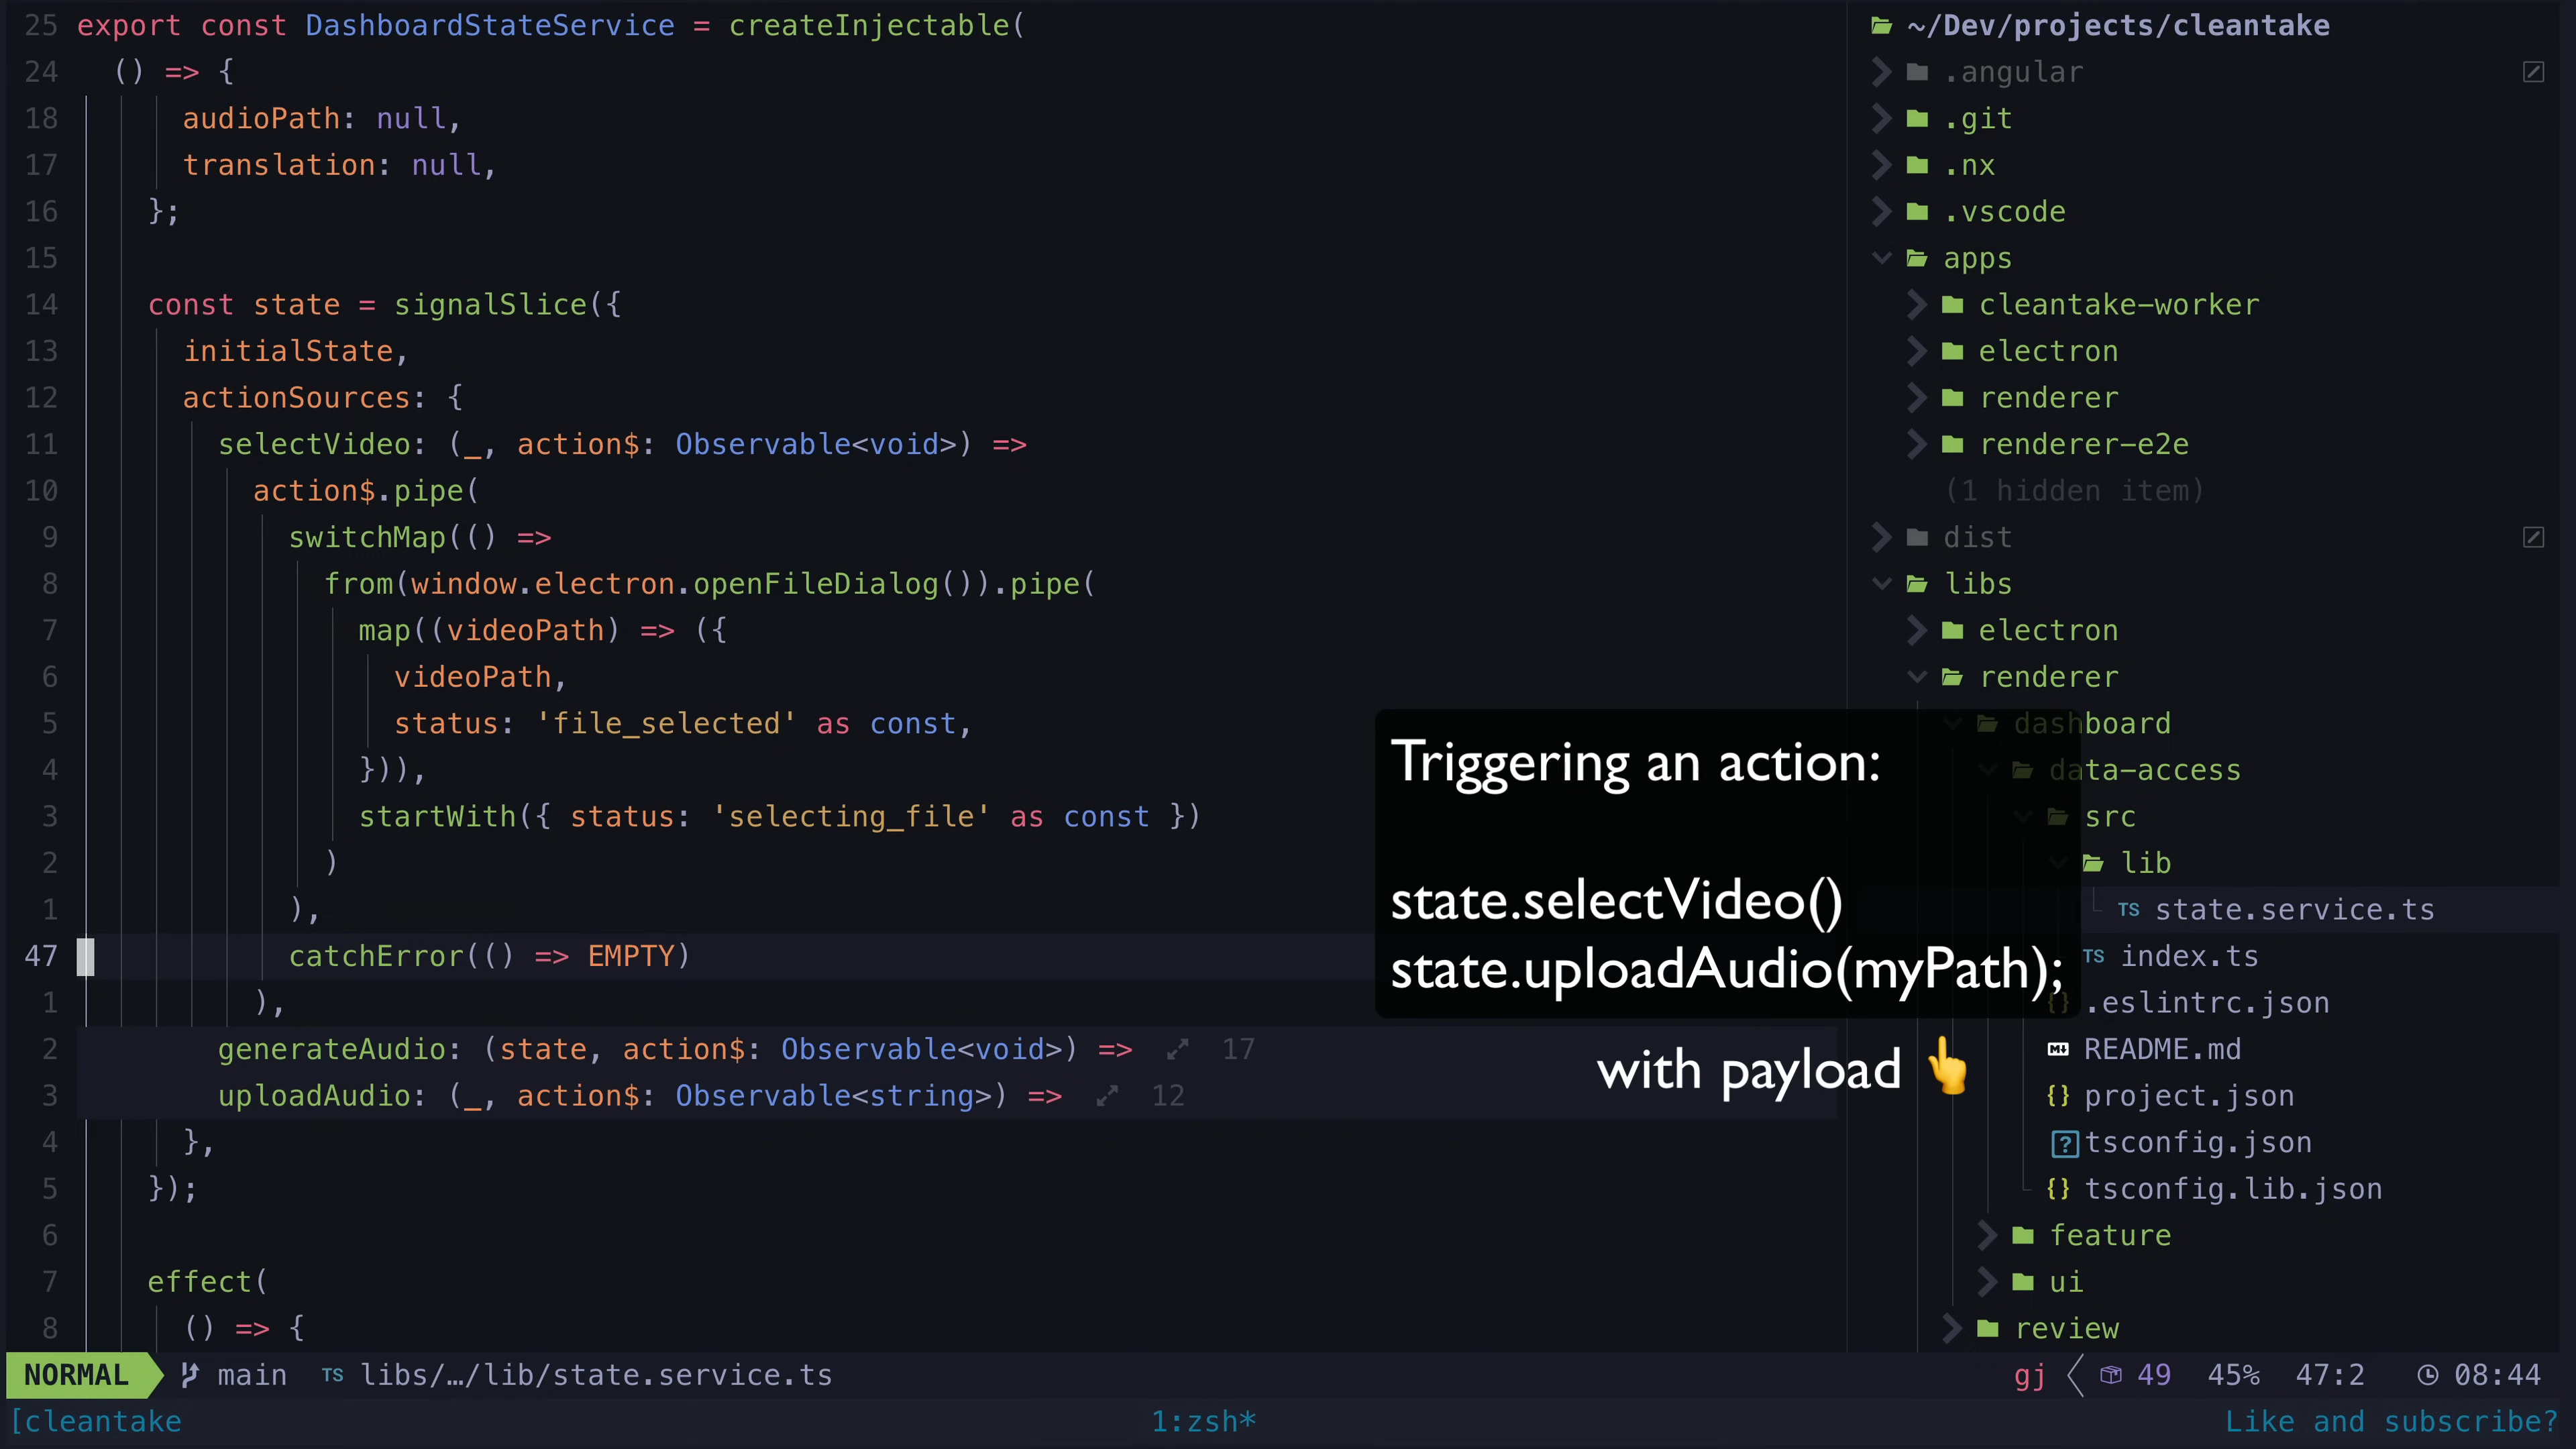 25 export const DashboardStateService = createInjectable(
24 () => {
18 audioPath: null,
17 translation: null,
16 };
15
14 const state = signalSlice({
13 initialState,
12 actionSources: {
11 selectVideo: (_, action$: Observable<void>) =>
10 action$.pipe(
9 switchMap(() =>
8 from(window.electron.openFileDialog()).pipe(
7 map((videoPath) => ({
6 videoPath,
5 status: 'file_selected' as const,
4 })),
3 startWith({ status: 'selecting_file' as const })
2 )
1 ),
47 catchError(() => EMPTY)
1 ),
2 generateAudio: (state, action$: Observable<void>) => 17
3 uploadAudio: (_, action$: Observable<string>) => 12
4 },
5 });
6
7 effect(
8 () => {
Triggering an action:
state.selectVideo()
state.uploadAudio(myPath);
with payload 👆
~/Dev/projects/cleantake
.angular
.git
.nx
.vscode
apps
cleantake-worker
electron
renderer
renderer-e2e
(1 hidden item)
dist
libs
electron
renderer
dashboard
data-access
src
lib
TS state.service.ts
TS index.ts
{} .eslintrc.json
M↓ README.md
{} project.json
? tsconfig.json
{} tsconfig.lib.json
feature
ui
review
NORMAL main TS libs/…/lib/state.service.ts gj 49 45% 47:2 08:44
[cleantake 1:zsh* Like and subscribe?